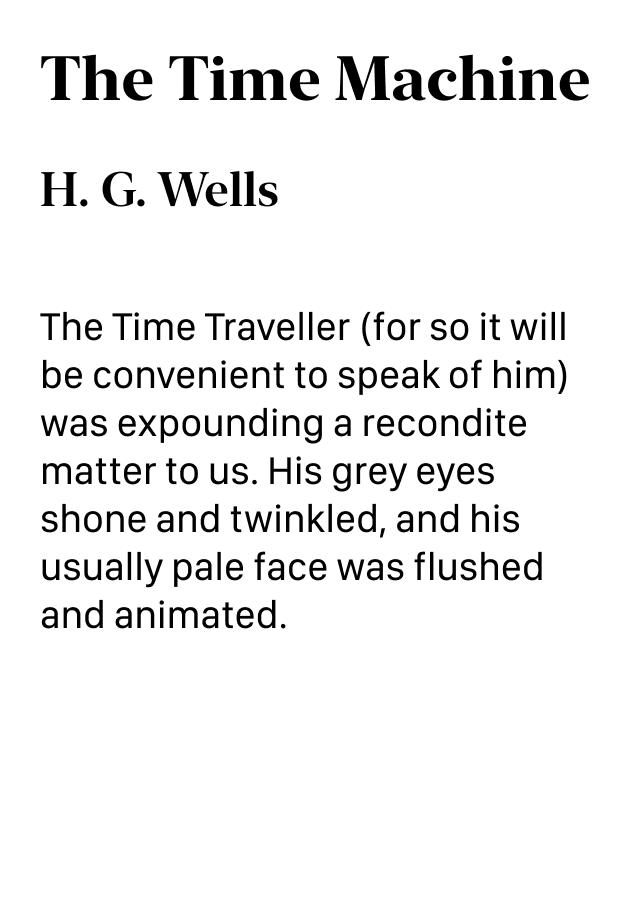 The Time Machine
H. G. Wells
The Time Traveller (for so it will
be convenient to speak of him)
was expounding a recondite
matter to us. His grey eyes
shone and twinkled, and his
usually pale face was flushed
and animated.